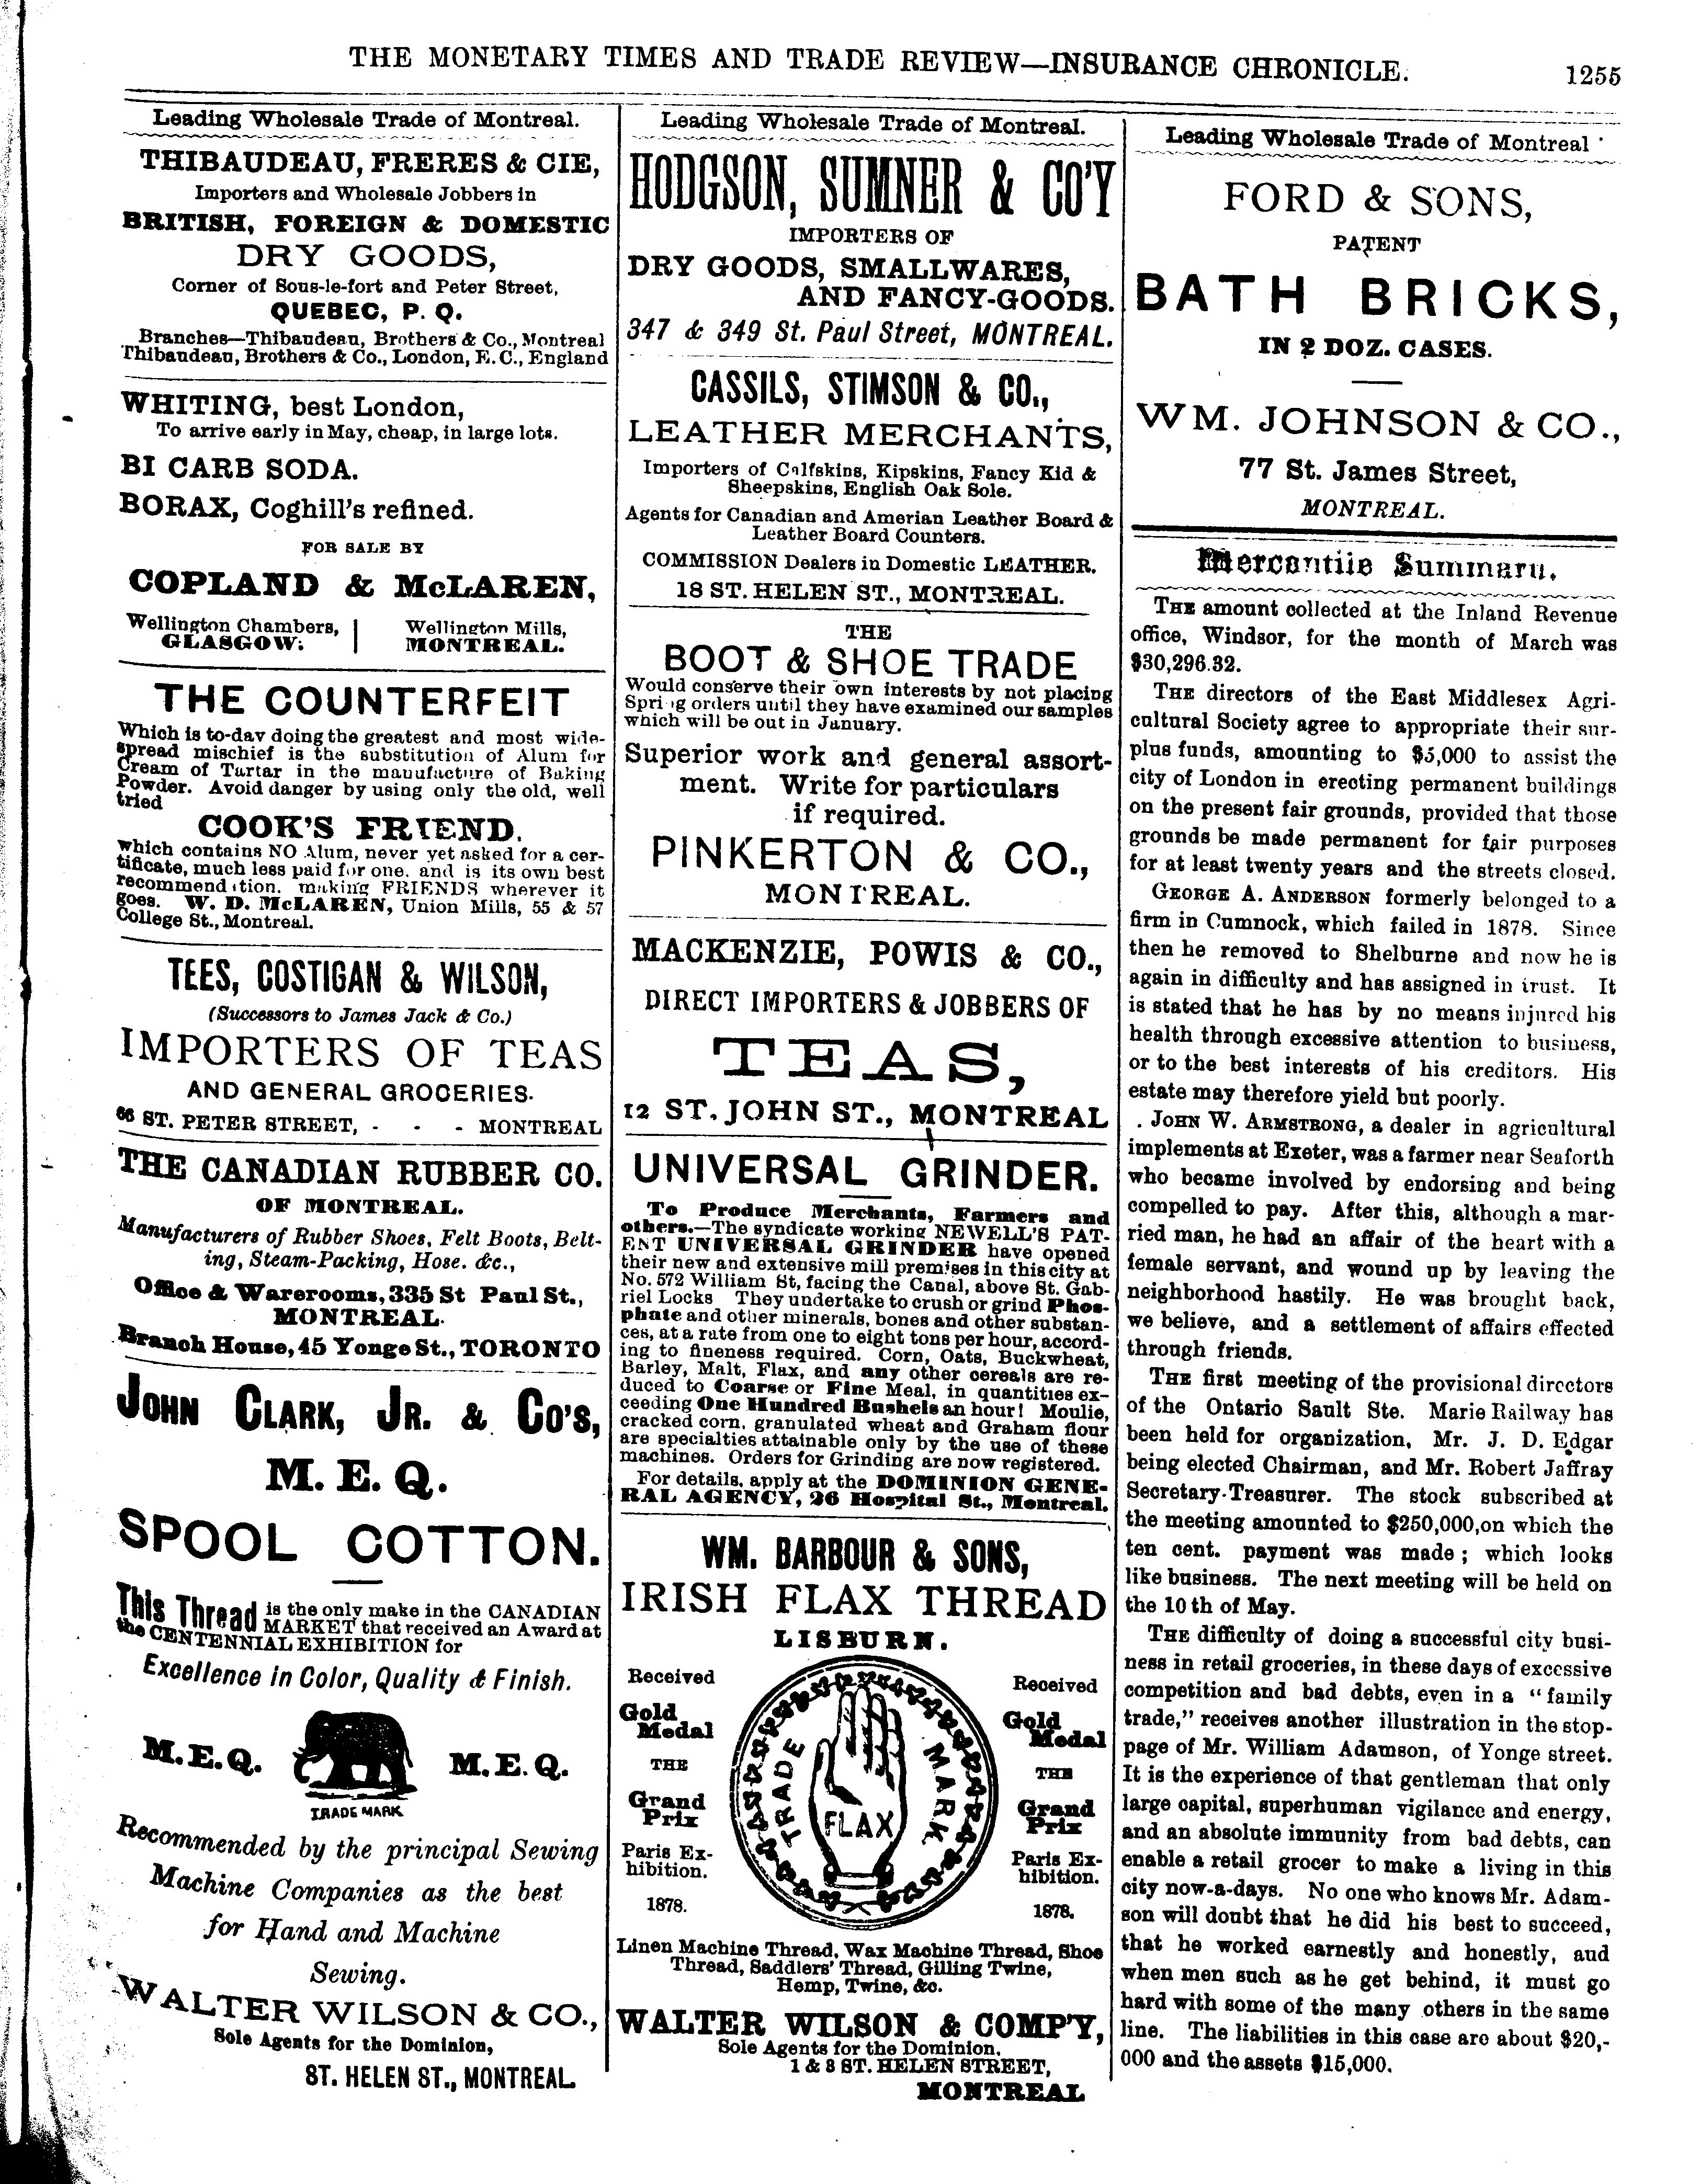 THE MONETARY TIMES AND TRADE REVIEW—INSURANCE CHRONICLE. 1255
Leading Wholesale Trade of Montreal.
THIBAUDEAU, FRERES & CIE,
Importers and Wholesale Jobbers in
BRITISH, FOREIGN & DOMESTIC
DRY GOODS,
Corner of Sous-le-fort and Peter Street,
QUEBEC, P. Q.
Branches—Thibaudeau, Brothers & Co., Montreal
Thibaudeau, Brothers & Co., London, E. C., England
WHITING, best London,
To arrive early in May, cheap, in large lots.
BI CARB SODA.
BORAX, Coghill's refined.
FOR SALE BY
COPLAND & McLAREN,
Wellington Chambers, | Wellington Mills,
GLASGOW. | MONTREAL.
THE COUNTERFEIT
Which is to-day doing the greatest and most wide-
spread mischief is the substitution of Alum for
Cream of Tartar in the manufacture of Baking
Powder. Avoid danger by using only the old, well
tried
COOK'S FRIEND.
which contains NO Alum, never yet asked for a cer-
tificate, much less paid for one. and is its own best
recommendation. making FRIENDS wherever it
goes. W. D. McLAREN, Union Mills, 55 & 57
College St., Montreal.
TEES, COSTIGAN & WILSON,
(Successors to James Jack & Co.)
IMPORTERS OF TEAS
AND GENERAL GROCERIES.
66 ST. PETER STREET, - - - MONTREAL
THE CANADIAN RUBBER CO.
OF MONTREAL.
Manufacturers of Rubber Shoes, Felt Boots, Belt-
ing, Steam-Packing, Hose. &c.,
Office & Warerooms, 335 St Paul St.,
MONTREAL.
Branch House, 45 Yonge St., TORONTO
JOHN CLARK, JR. & CO'S,
M. E. Q.
SPOOL COTTON.
This Thread is the only make in the CANADIAN
MARKET that received an Award at
the CENTENNIAL EXHIBITION for
Excellence in Color, Quality & Finish.
M.E.Q. M.E.Q.
TRADE MARK
Recommended by the principal Sewing
Machine Companies as the best
for Hand and Machine
Sewing.
WALTER WILSON & CO.,
Sole Agents for the Dominion,
ST. HELEN ST., MONTREAL.
Leading Wholesale Trade of Montreal.
HODGSON, SUMNER & CO'Y
IMPORTERS OF
DRY GOODS, SMALLWARES,
AND FANCY-GOODS.
347 & 349 St. Paul Street, MONTREAL.
CASSILS, STIMSON & CO.,
LEATHER MERCHANTS,
Importers of Calfskins, Kipskins, Fancy Kid &
Sheepskins, English Oak Sole.
Agents for Canadian and Amerian Leather Board &
Leather Board Counters.
COMMISSION Dealers in Domestic LEATHER.
18 ST. HELEN ST., MONTREAL.
THE
BOOT & SHOE TRADE
Would conserve their own interests by not placing
Spring orders until they have examined our samples
which will be out in January.
Superior work and general assort-
ment. Write for particulars
if required.
PINKERTON & CO.,
MONTREAL.
MACKENZIE, POWIS & CO.,
DIRECT IMPORTERS & JOBBERS OF
TEAS,
12 ST. JOHN ST., MONTREAL
UNIVERSAL GRINDER.
To Produce Merchants, Farmers and
others.—The syndicate working NEWELL'S PAT-
ENT UNIVERSAL GRINDER have opened
their new and extensive mill premises in this city at
No. 572 William St, facing the Canal, above St. Gab-
riel Locks They undertake to crush or grind Phos-
phate and other minerals, bones and other substan-
ces, at a rate from one to eight tons per hour, accord-
ing to fineness required. Corn, Oats, Buckwheat,
Barley, Malt, Flax, and any other cereals are re-
duced to Coarse or Fine Meal, in quantities ex-
ceeding One Hundred Bushels an hour! Moulie,
cracked corn, granulated wheat and Graham flour
are specialties attainable only by the use of these
machines. Orders for Grinding are now registered.
For details, apply at the DOMINION GENE-
RAL AGENCY, 26 Hospital St., Montreal.
WM. BARBOUR & SONS,
IRISH FLAX THREAD
LISBURN.
Received
Gold
Medal
THE
Grand
Prix
Paris Ex-
hibition.
1878.
TRADE MARK
FLAX
Received
Gold
Medal
THE
Grand
Prix
Paris Ex-
hibition.
1878.
Linen Machine Thread, Wax Machine Thread, Shoe
Thread, Saddlers' Thread, Gilling Twine,
Hemp, Twine, &c.
WALTER WILSON & COMP'Y,
Sole Agents for the Dominion.
1 & 3 ST. HELEN STREET,
MONTREAL
Leading Wholesale Trade of Montreal
FORD & SONS,
PATENT
BATH BRICKS,
IN 2 DOZ. CASES.
WM. JOHNSON & CO.,
77 St. James Street,
MONTREAL.
Mercantile Summary.
THE amount collected at the Inland Revenue
office, Windsor, for the month of March was
$30,296.32.
THE directors of the East Middlesex Agri-
cultural Society agree to appropriate their sur-
plus funds, amounting to $5,000 to assist the
city of London in erecting permanent buildings
on the present fair grounds, provided that those
grounds be made permanent for fair purposes
for at least twenty years and the streets closed.
GEORGE A. ANDERSON formerly belonged to a
firm in Cumnock, which failed in 1878. Since
then he removed to Shelburne and now he is
again in difficulty and has assigned in trust. It
is stated that he has by no means injured his
health through excessive attention to business,
or to the best interests of his creditors. His
estate may therefore yield but poorly.
JOHN W. ARMSTRONG, a dealer in agricultural
implements at Exeter, was a farmer near Seaforth
who became involved by endorsing and being
compelled to pay. After this, although a mar-
ried man, he had an affair of the heart with a
female servant, and wound up by leaving the
neighborhood hastily. He was brought back,
we believe, and a settlement of affairs effected
through friends.
THE first meeting of the provisional directors
of the Ontario Sault Ste. Marie Railway has
been held for organization, Mr. J. D. Edgar
being elected Chairman, and Mr. Robert Jaffray
Secretary-Treasurer. The stock subscribed at
the meeting amounted to $250,000, on which the
ten cent. payment was made; which looks
like business. The next meeting will be held on
the 10th of May.
THE difficulty of doing a successful city busi-
ness in retail groceries, in these days of excessive
competition and bad debts, even in a "family
trade," receives another illustration in the stop-
page of Mr. William Adamson, of Yonge street.
It is the experience of that gentleman that only
large capital, superhuman vigilance and energy,
and an absolute immunity from bad debts, can
enable a retail grocer to make a living in this
city now-a-days. No one who knows Mr. Adam-
son will doubt that he did his best to succeed,
that he worked earnestly and honestly, and
when men such as he get behind, it must go
hard with some of the many others in the same
line. The liabilities in this case are about $20,-
000 and the assets $15,000.